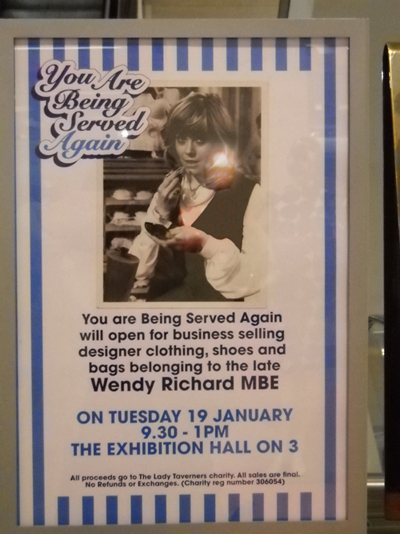 You Are
Being
Served
Again
You are Being Served Again
will open for business selling
designer clothing, shoes and
bags belonging to the late
Wendy Richard MBE
ON TUESDAY 19 JANUARY
9.30 - 1PM
THE EXHIBITION HALL ON 3
All proceeds go to The Lady Taverners charity. All sales are final.
No Refunds or Exchanges. (Charity reg number 306054)